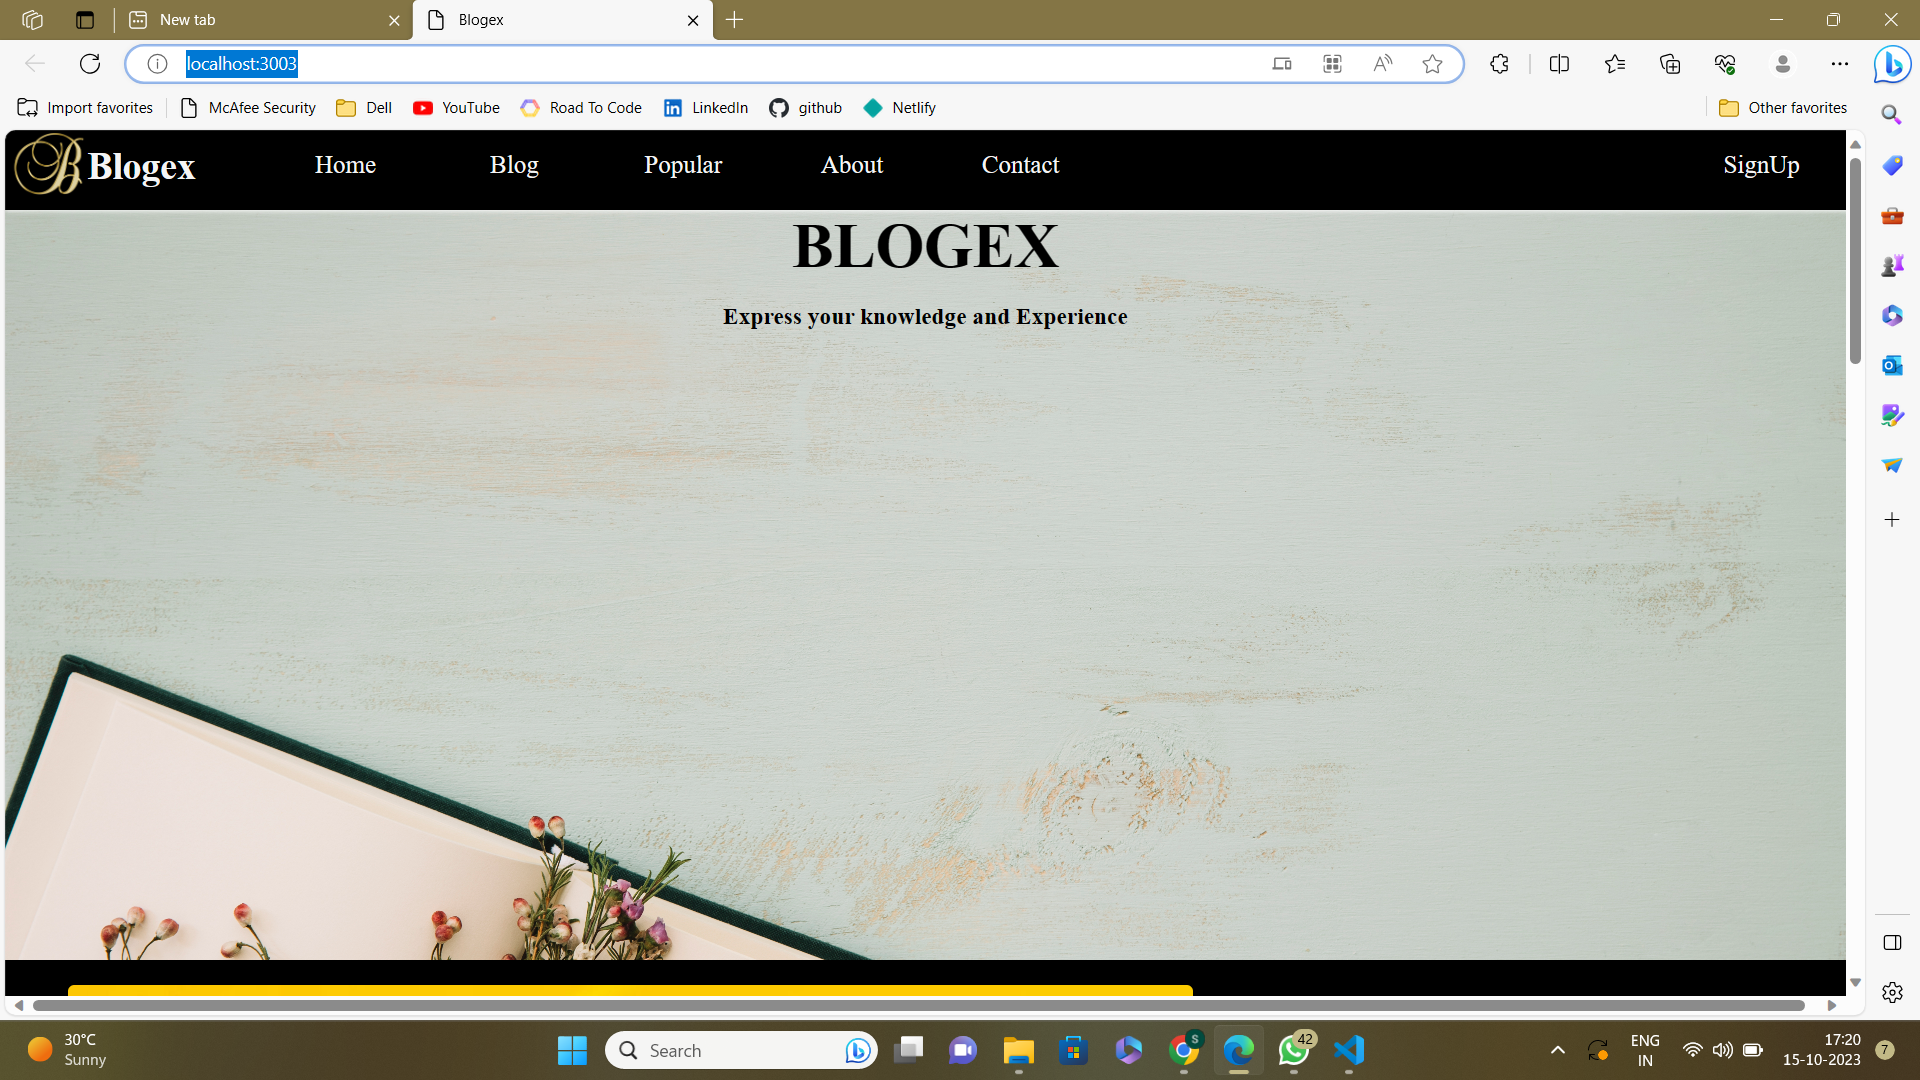 New tab
Blogex
localhost:3003
Import favorites
McAfee Security
Dell
YouTube
Road To Code
LinkedIn
github
Netlify
Other favorites
B Blogex
Home
Blog
Popular
About
Contact
SignUp
BLOGEX
Express your knowledge and Experience
30°C
Sunny
Search
S
42
ENG
IN
17:20
15-10-2023
7